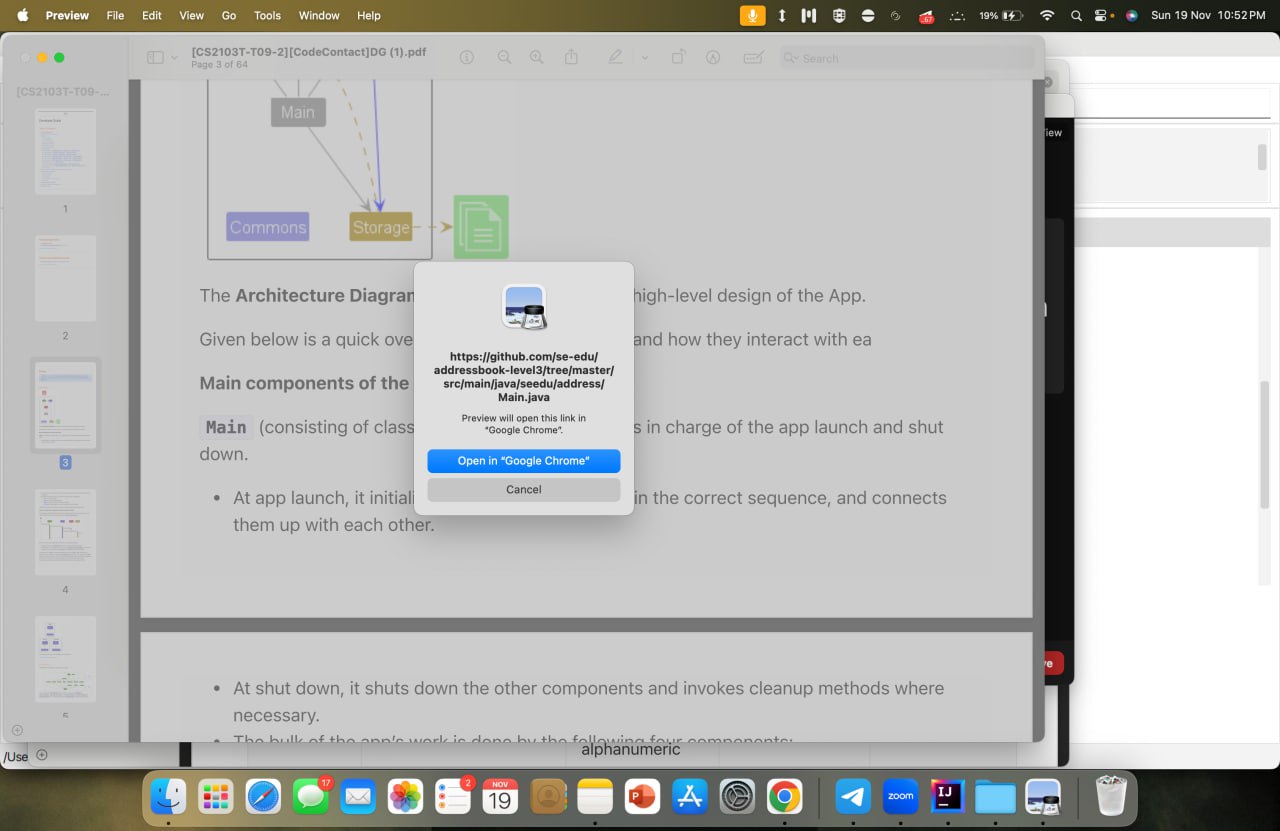 Preview File Edit View Go Tools Window Help
57
19%
Sun 19 Nov 10:52 PM
[CS2103T-T09-2][CodeContact]DG (1).pdf
Page 3 of 64
Search
[CS2103T-T09-...
1
2
3
4
5
Main
Commons
Storage
iew
The Architecture Diagram
high-level design of the App.
Given below is a quick ove
and how they interact with ea
Main components of the
Main (consisting of class
s in charge of the app launch and shut
down.
• At app launch, it initiali
in the correct sequence, and connects
them up with each other.
https://github.com/se-edu/
addressbook-level3/tree/master/
src/main/java/seedu/address/
Main.java
Preview will open this link in
“Google Chrome”.
Open in “Google Chrome”
Cancel
• At shut down, it shuts down the other components and invokes cleanup methods where
necessary.
• The bulk of the app’s work is done by the following four components:
ve
/Use
alphanumeric
17
2
NOV
19
P
zoom
IJ